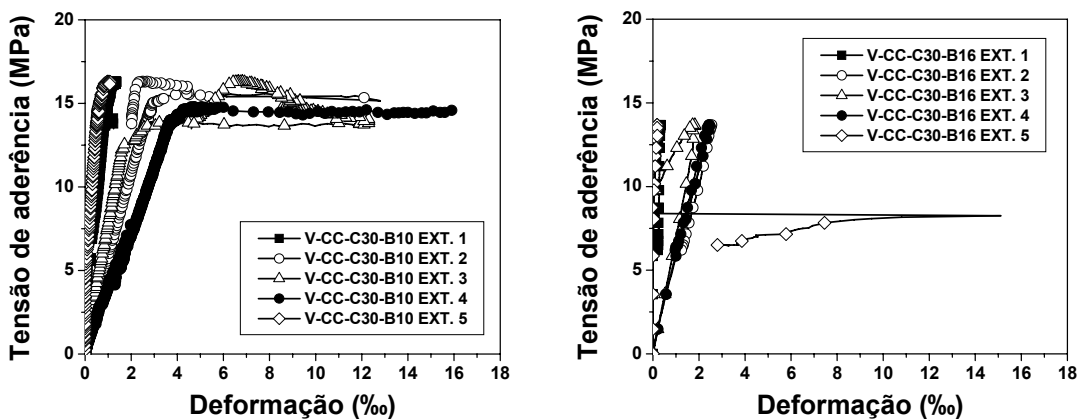 Tensão de aderência (MPa)
20
15
10
5
0
V-CC-C30-B10 EXT. 1
V-CC-C30-B10 EXT. 2
V-CC-C30-B10 EXT. 3
V-CC-C30-B10 EXT. 4
V-CC-C30-B10 EXT. 5
0 2 4 6 8 10 12 14 16 18
Deformação (‰)
Tensão de aderência (MPa)
20
15
10
5
0
V-CC-C30-B16 EXT. 1
V-CC-C30-B16 EXT. 2
V-CC-C30-B16 EXT. 3
V-CC-C30-B16 EXT. 4
V-CC-C30-B16 EXT. 5
0 2 4 6 8 10 12 14 16 18
Deformação (‰)